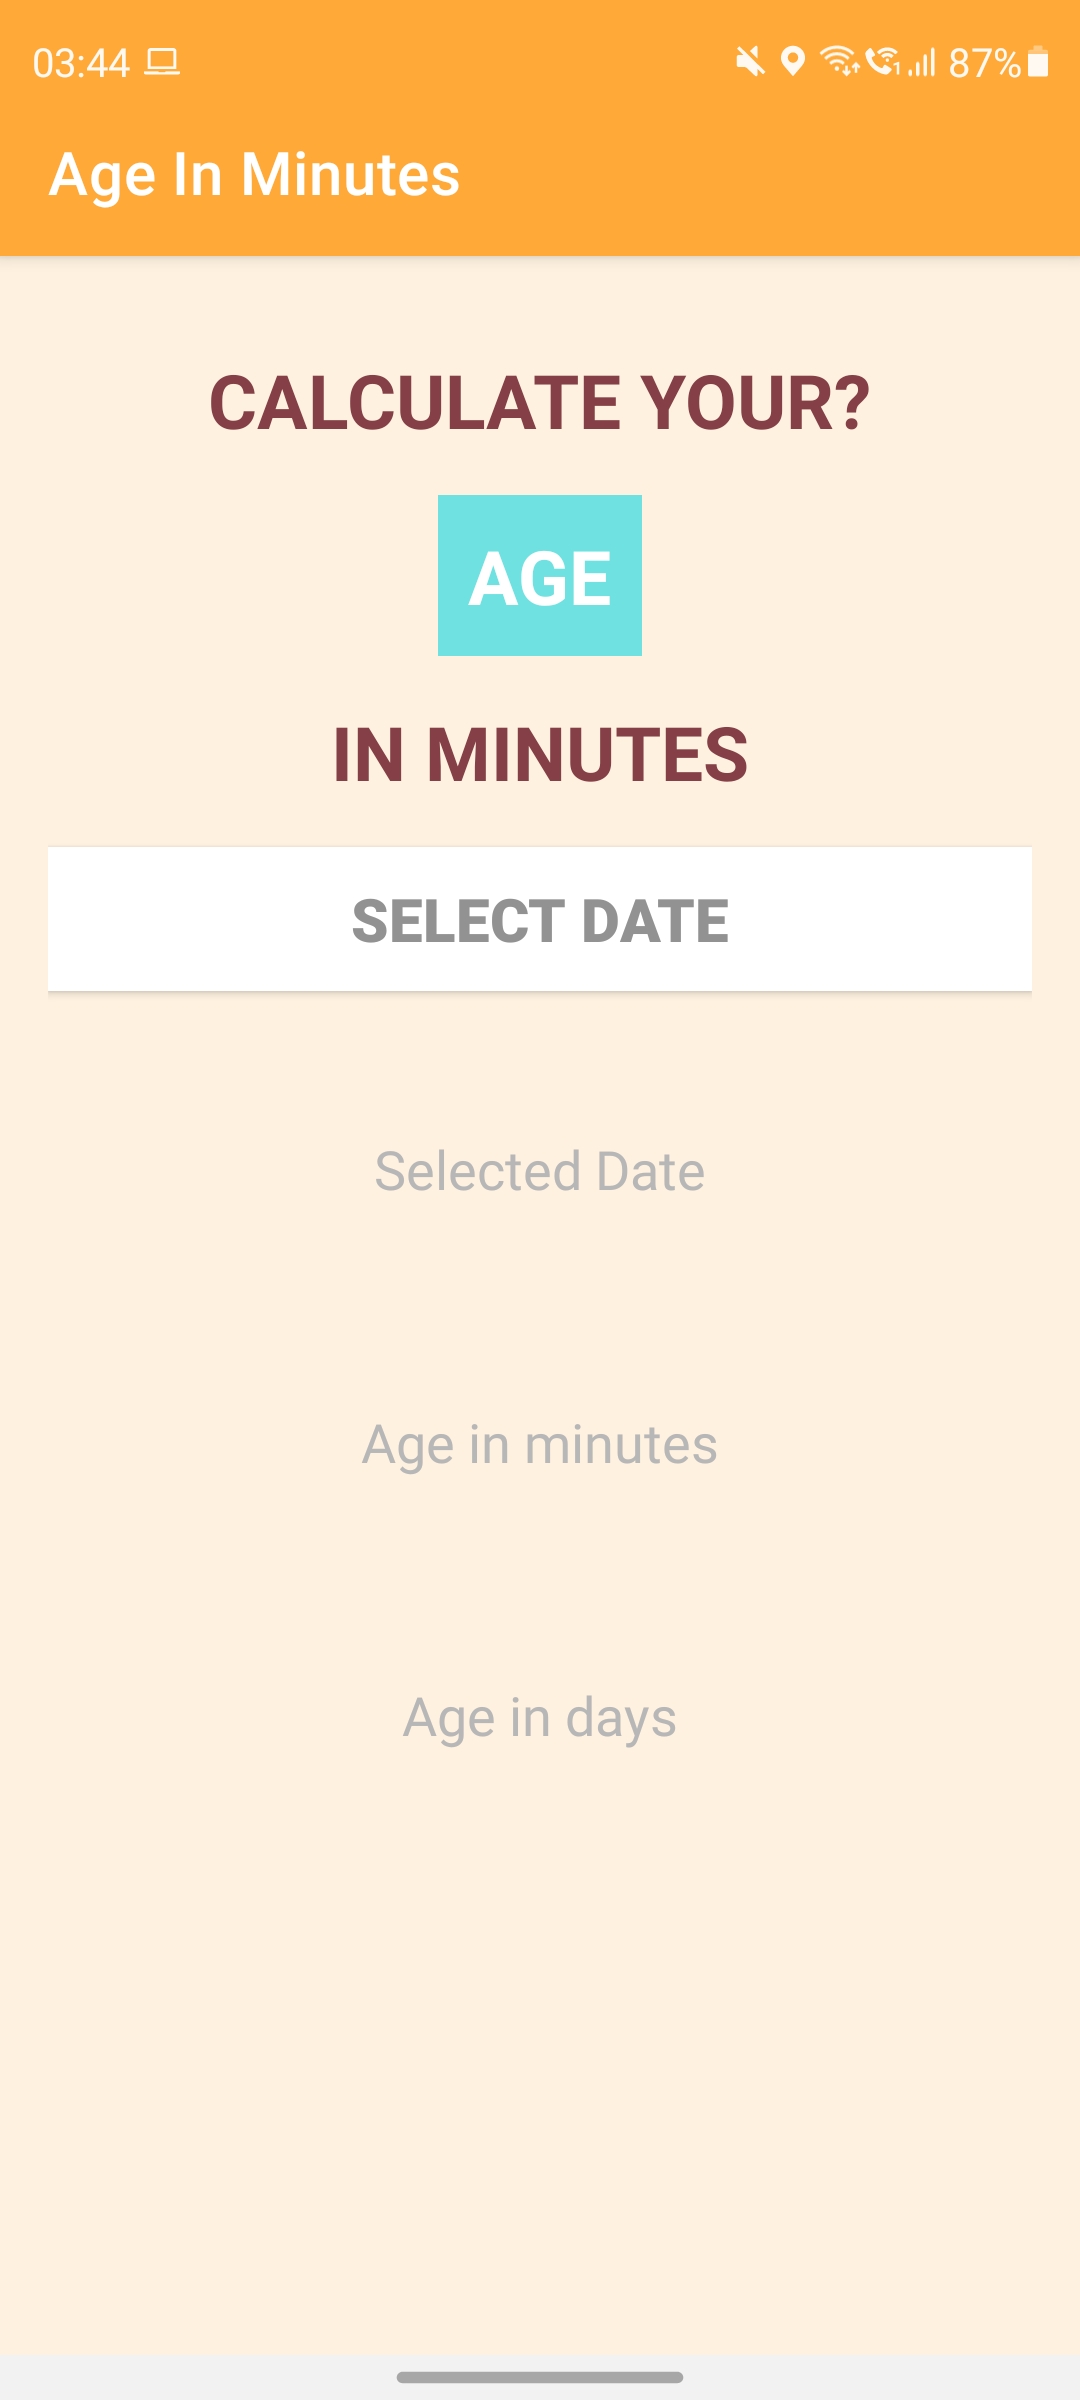 03:44
87%
Age In Minutes
CALCULATE YOUR?
AGE
IN MINUTES
SELECT DATE
Selected Date
Age in minutes
Age in days